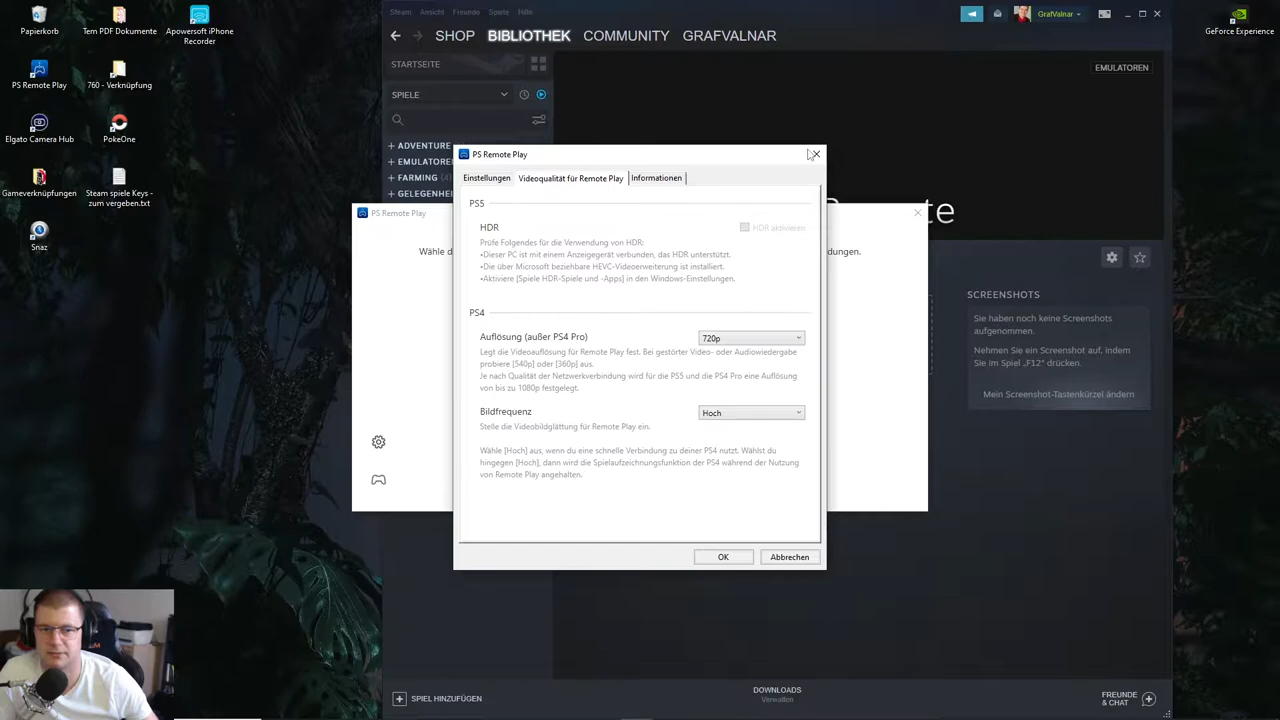 Papierkorb
Tem PDF Dokumente
Apowersoft iPhone
Recorder
PS Remote Play
760 - Verknüpfung
Elgato Camera Hub
PokeOne
Gameverknüpfungen
Steam spiele Keys -
zum vergeben.txt
Snaz
GeForce Experience
Steam Ansicht Freunde Spiele Hilfe
GrafValnar
SHOP BIBLIOTHEK COMMUNITY GRAFVALNAR
STARTSEITE
SPIELE
+ ADVENTURE
+ EMULATOREN
+ FARMING
+ GELEGENHEI
EMULATOREN
PS Remote Play
Wähle d
dungen.
SCREENSHOTS
Sie haben noch keine Screenshots
aufgenommen.
Nehmen Sie ein Screenshot auf, indem
Sie im Spiel „F12" drücken.
Mein Screenshot-Tastenkürzel ändern
PS Remote Play
Einstellungen Videoqualität für Remote Play Informationen
PS5
HDR
HDR aktivieren
Prüfe Folgendes für die Verwendung von HDR:
•Dieser PC ist mit einem Anzeigegerät verbunden, das HDR unterstützt.
•Die über Microsoft beziehbare HEVC-Videoerweiterung ist installiert.
•Aktiviere [Spiele HDR-Spiele und -Apps] in den Windows-Einstellungen.
PS4
Auflösung (außer PS4 Pro)
720p
Legt die Videoauflösung für Remote Play fest. Bei gestörter Video- oder Audiowiedergabe
probiere [540p] oder [360p] aus.
Je nach Qualität der Netzwerkverbindung wird für die PS5 und die PS4 Pro eine Auflösung
von bis zu 1080p festgelegt.
Bildfrequenz
Hoch
Stelle die Videobildglättung für Remote Play ein.
Wähle [Hoch] aus, wenn du eine schnelle Verbindung zu deiner PS4 nutzt. Wählst du
hingegen [Hoch], dann wird die Spielaufzeichnungsfunktion der PS4 während der Nutzung
von Remote Play angehalten.
OK
Abbrechen
SPIEL HINZUFÜGEN
DOWNLOADS
Verwalten
FREUNDE
& CHAT